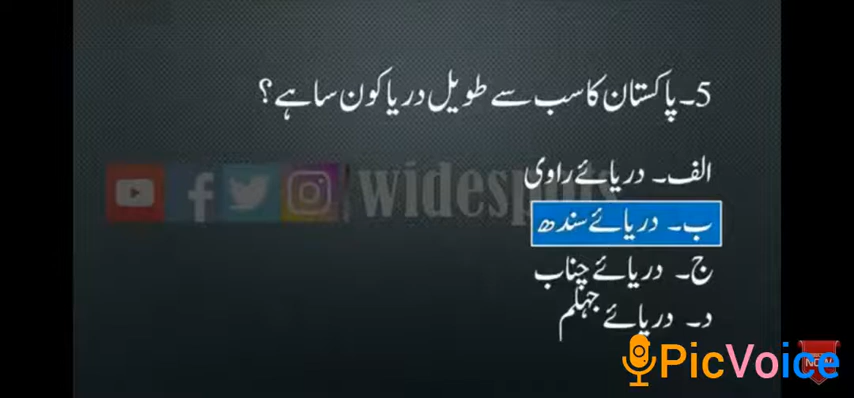 5۔ پاکستان کا سب سے طویل دریا کون سا ہے؟
الف۔ دریائے راوی
widespots
ب۔ دریائے سندھ
ج۔ دریائے چناب
د۔ دریائے جہلم
PicVoice